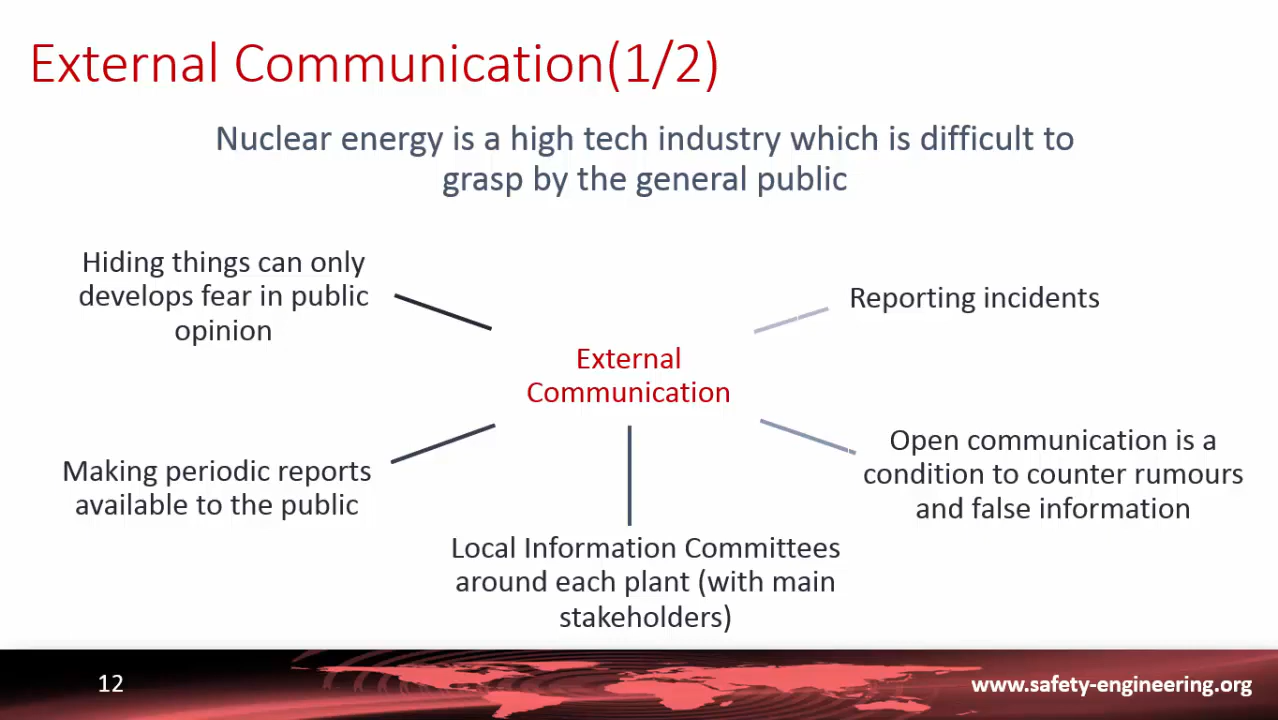 External Communication(1/2)
Nuclear energy is a high tech industry which is difficult to
grasp by the general public
Hiding things can only
develops fear in public
opinion
Reporting incidents
External
Communication
Open communication is a
condition to counter rumours
and false information
Making periodic reports
available to the public
Local Information Committees
around each plant (with main
stakeholders)
12
www.safety-engineering.org